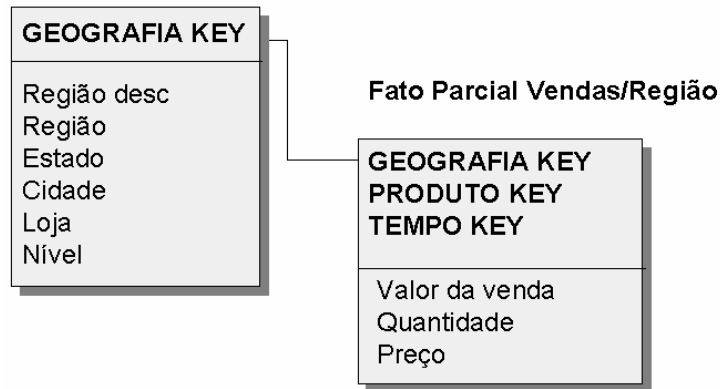 GEOGRAFIA KEY
Região desc
Região
Estado
Cidade
Loja
Nível
Fato Parcial Vendas/Região
GEOGRAFIA KEY
PRODUTO KEY
TEMPO KEY
Valor da venda
Quantidade
Preço